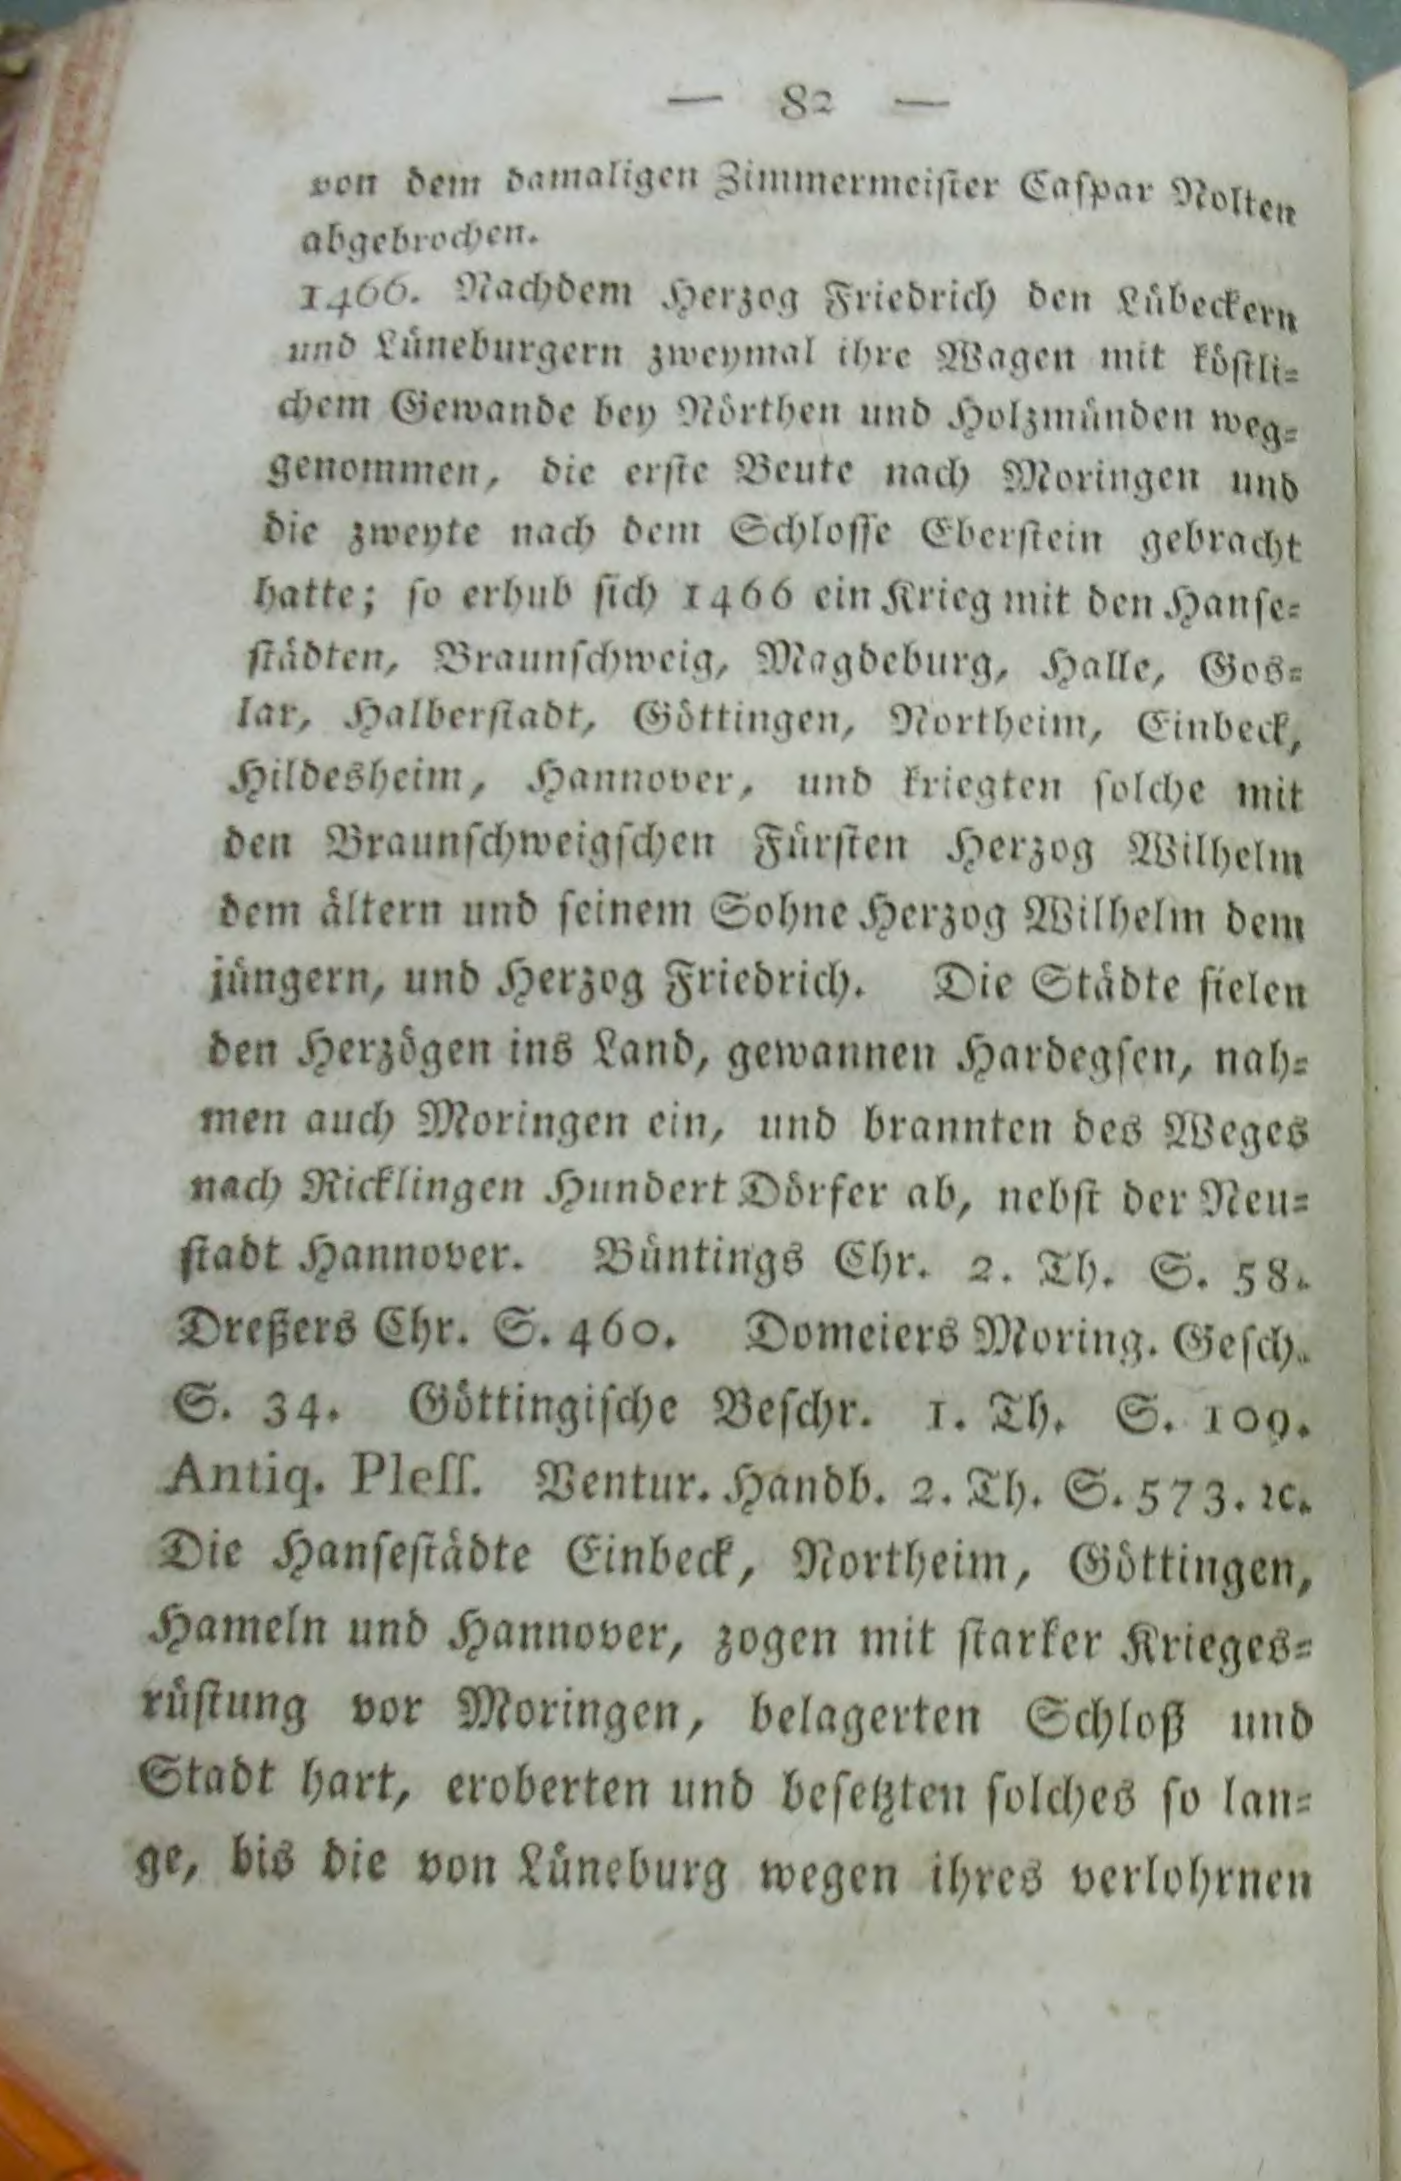 — 82 —
von dem damaligen Zimmermeister Caspar Nolten
abgebrochen.
1466. Nachdem Herzog Friedrich den Lübeckern
und Lüneburgern zweymal ihre Wagen mit köstli-
chem Gewande bey Nörthen und Holzmünden weg-
genommen, die erste Beute nach Moringen und
die zweyte nach dem Schlosse Eberstein gebracht
hatte; so erhub sich 1466 ein Krieg mit den Hanse-
städten, Braunschweig, Magdeburg, Halle, Gos-
lar, Halberstadt, Göttingen, Northeim, Einbeck,
Hildesheim, Hannover, und kriegten solche mit
den Braunschweigschen Fürsten Herzog Wilhelm
dem ältern und seinem Sohne Herzog Wilhelm dem
jüngern, und Herzog Friedrich. Die Städte fielen
den Herzögen ins Land, gewannen Hardegsen, nah-
men auch Moringen ein, und brannten des Weges
nach Ricklingen Hundert Dörfer ab, nebst der Neu-
stadt Hannover. Büntings Chr. 2. Th. S. 58.
Dreßers Chr. S. 460. Domeiers Moring. Gesch.
S. 34. Göttingische Beschr. 1. Th. S. 109.
Antiq. Pleſſ. Ventur. Handb. 2. Th. S. 573. ꝛc.
Die Hansestädte Einbeck, Northeim, Göttingen,
Hameln und Hannover, zogen mit starker Krieges-
rüstung vor Moringen, belagerten Schloß und
Stadt hart, eroberten und besetzten solches so lan-
ge, bis die von Lüneburg wegen ihres verlohrnen